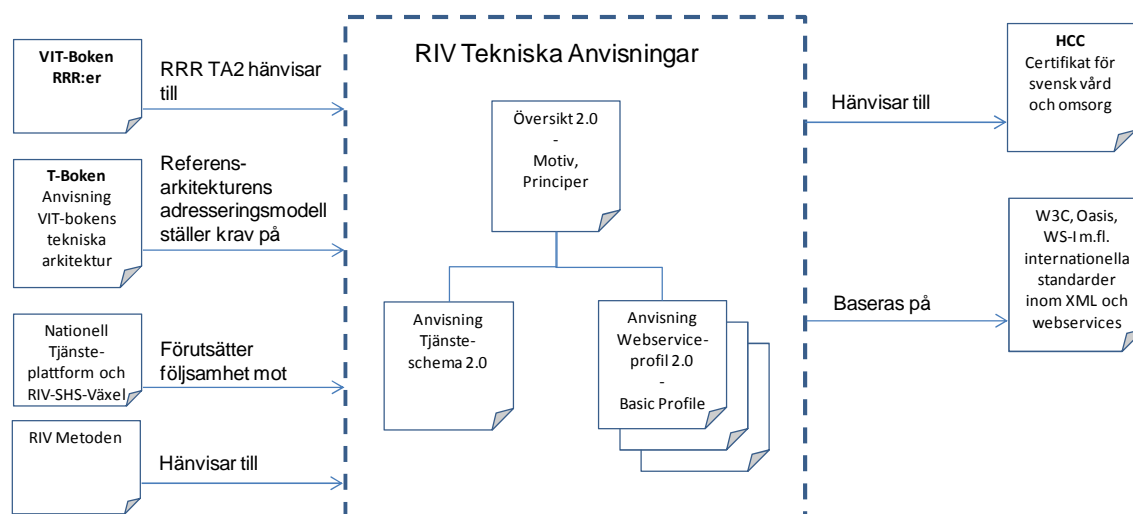 VIT-Boken
RRR:er
RRR TA2 hänvisar
till
T-Boken
Anvisning
VIT-bokens
tekniska
arkitektur
Referens-
arkitekturens
adresseringsmodell
ställer krav på
Nationell
Tjänste-
plattform och
RIV-SHS-Växel
Förutsätter
följsamhet mot
RIV Metoden
Hänvisar till
RIV Tekniska Anvisningar
Översikt 2.0
-
Motiv,
Principer
Anvisning
Tjänste-
schema 2.0
Anvisning
Webservice-
profil 2.0
-
Basic Profile
Hänvisar till
HCC
Certifikat för
svensk vård
och omsorg
Baseras på
W3C, Oasis,
WS-I m.fl.
internationella
standarder
inom XML och
webservices